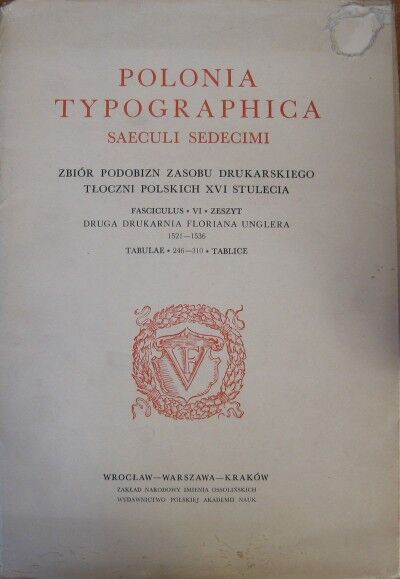 POLONIA
TYPOGRAPHICA
SAECULI SEDECIMI
ZBIÓR PODOBIZN ZASOBU DRUKARSKIEGO
TŁOCZNI POLSKICH XVI STULECIA
FASCICULUS • VI • ZESZYT
DRUGA DRUKARNIA FLORIANA UNGLERA
1521—1536
TABULAE • 246—310 • TABLICE
VF
WROCŁAW—WARSZAWA—KRAKÓW
ZAKŁAD NARODOWY IMIENIA OSSOLIŃSKICH
WYDAWNICTWO POLSKIEJ AKADEMII NAUK